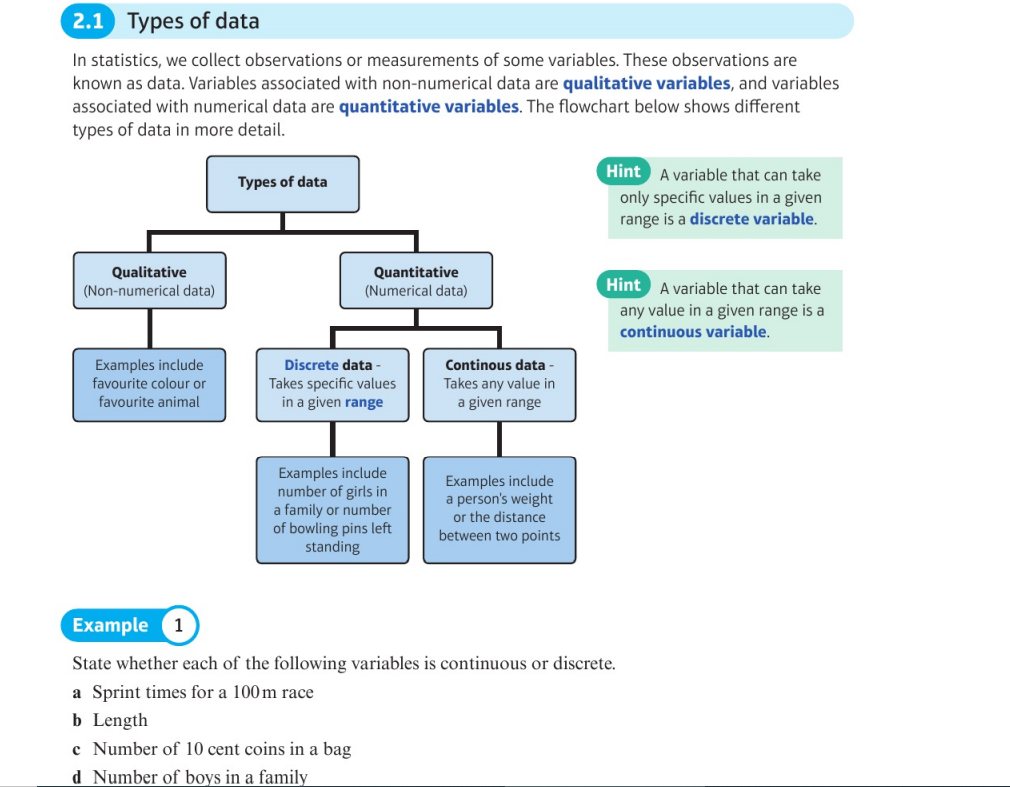 2.1 Types of data
In statistics, we collect observations or measurements of some variables. These observations are
known as data. Variables associated with non-numerical data are qualitative variables, and variables
associated with numerical data are quantitative variables. The flowchart below shows different
types of data in more detail.
Types of data
Qualitative
(Non-numerical data)
Quantitative
(Numerical data)
Examples include
favourite colour or
favourite animal
Discrete data -
Takes specific values
in a given range
Continous data -
Takes any value in
a given range
Examples include
number of girls in
a family or number
of bowling pins left
standing
Examples include
a person's weight
or the distance
between two points
Hint A variable that can take
only specific values in a given
range is a discrete variable.
Hint A variable that can take
any value in a given range is a
continuous variable.
Example 1
State whether each of the following variables is continuous or discrete.
a Sprint times for a 100 m race
b Length
c Number of 10 cent coins in a bag
d Number of boys in a family